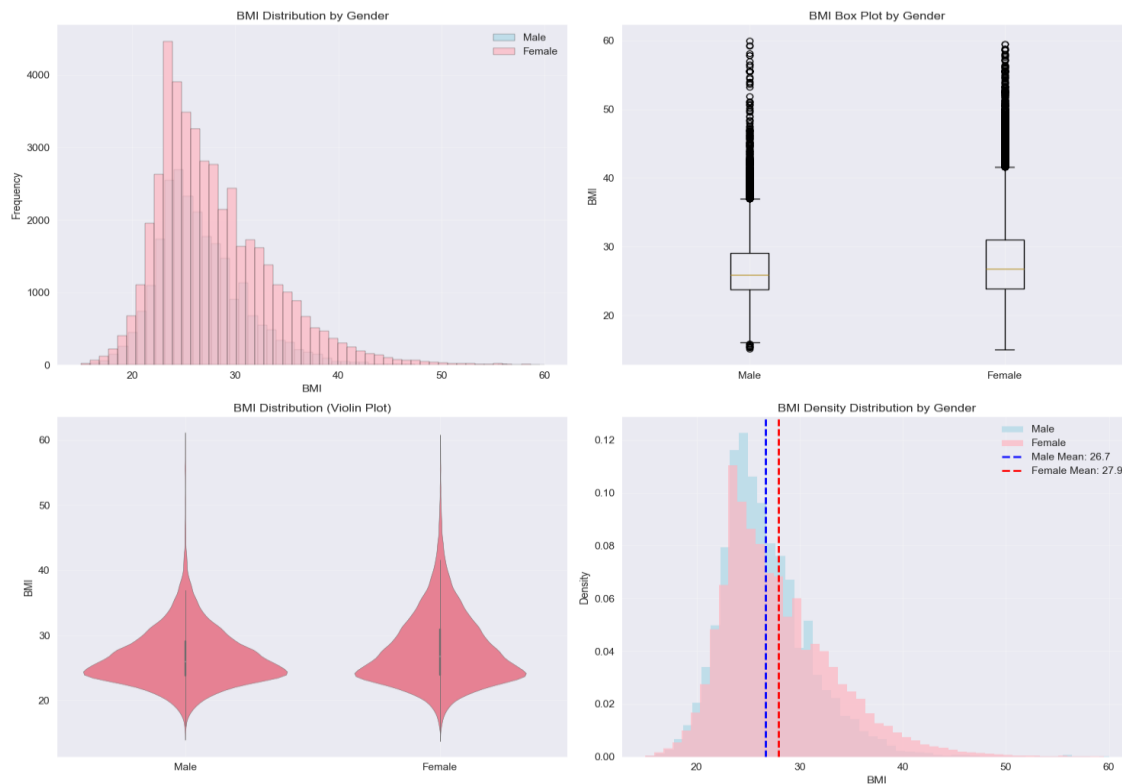 BMI Distribution by Gender
Male
Female
4000
3000
2000
1000
0
Frequency
20
30
40
50
60
BMI
BMI Box Plot by Gender
60
50
40
30
20
BMI
Male
Female
BMI Distribution (Violin Plot)
60
50
40
30
20
BMI
Male
Female
BMI Density Distribution by Gender
Male
Female
Male Mean: 26.7
Female Mean: 27.9
0.12
0.10
0.08
0.06
0.04
0.02
0.00
Density
20
30
40
50
60
BMI